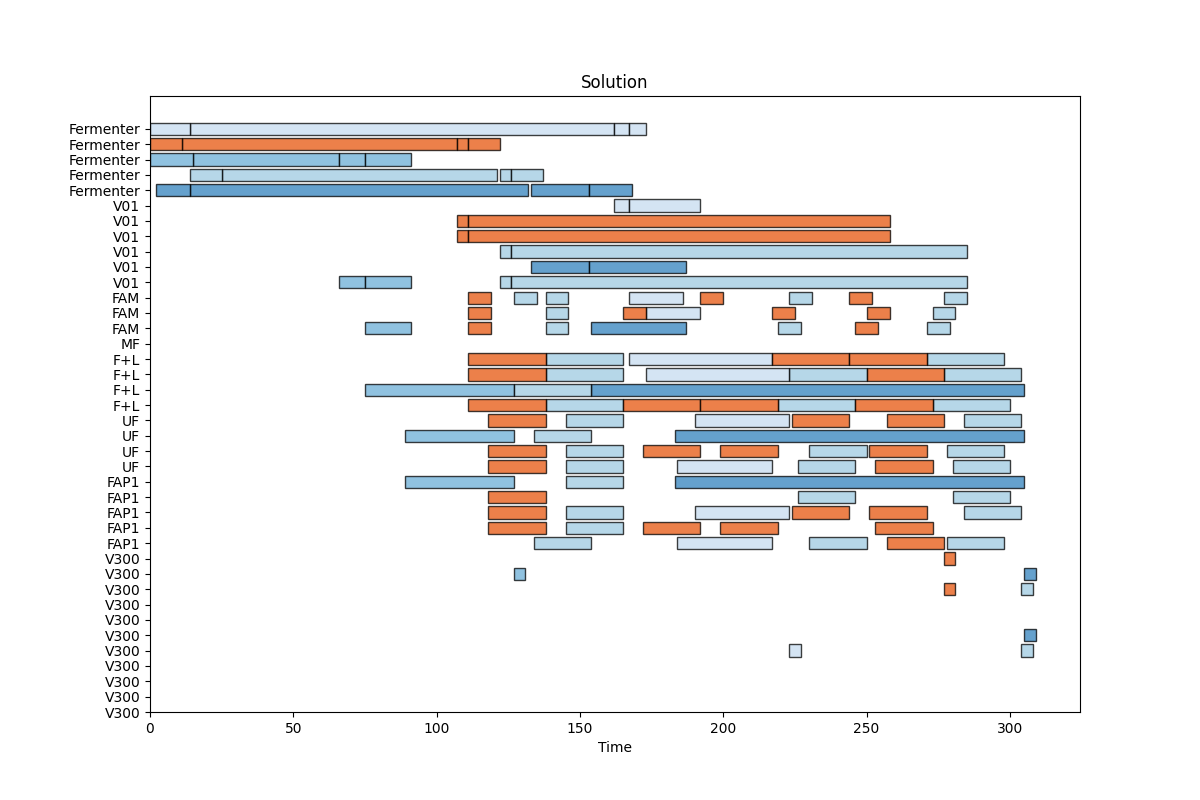 Solution
Fermenter
Fermenter
Fermenter
Fermenter
Fermenter
V01
V01
V01
V01
V01
V01
FAM
FAM
FAM
MF
F+L
F+L
F+L
F+L
UF
UF
UF
UF
FAP1
FAP1
FAP1
FAP1
FAP1
V300
V300
V300
V300
V300
V300
V300
V300
V300
V300
V300
0 50 100 150 200 250 300
Time